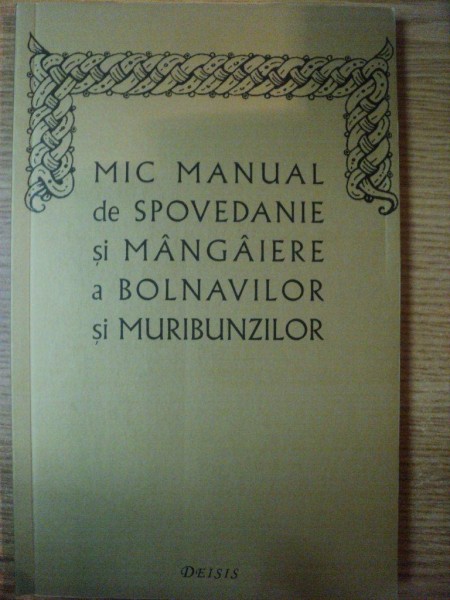 MIC MANUAL
de SPOVEDANIE
și MÂNGÂIERE
a BOLNAVILOR
și MURIBUNZILOR
DEISIS